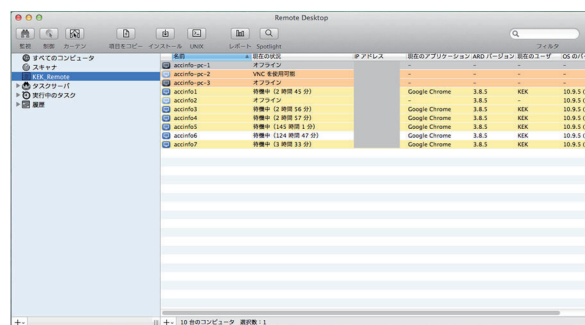 Remote Desktop
監視 制御 カーテン 項目をコピー インストール UNIX レポート Spotlight フィルタ
すべてのコンピュータ
スキャナ
KEK_Remote
タスクサーバ
実行中のタスク
履歴
名前 現在の状況 IP アドレス 現在のアプリケーション ARD バージョン 現在のユーザ OS のバ
accinfo-pc-1 オフライン - - -
accinfo-pc-2 VNC を使用可能 - - - -
accinfo-pc-3 オフライン - - - -
accinfo1 待機中 (2 時間 45 分) Google Chrome 3.8.5 KEK 10.9.5 (
accinfo2 オフライン - 3.8.5 - 10.9.5 (
accinfo3 待機中 (2 時間 56 分) Google Chrome 3.8.5 KEK 10.9.5 (
accinfo4 待機中 (2 時間 57 分) Google Chrome 3.8.5 KEK 10.9.5 (
accinfo5 待機中 (145 時間 1 分) Google Chrome 3.8.5 KEK 10.9.5 (
accinfo6 待機中 (124 時間 47 分) Google Chrome 3.8.5 KEK 10.9.5 (
accinfo7 待機中 (3 時間 33 分) Google Chrome 3.8.5 KEK 10.9.5 (
10 台のコンピュータ 選択数：1